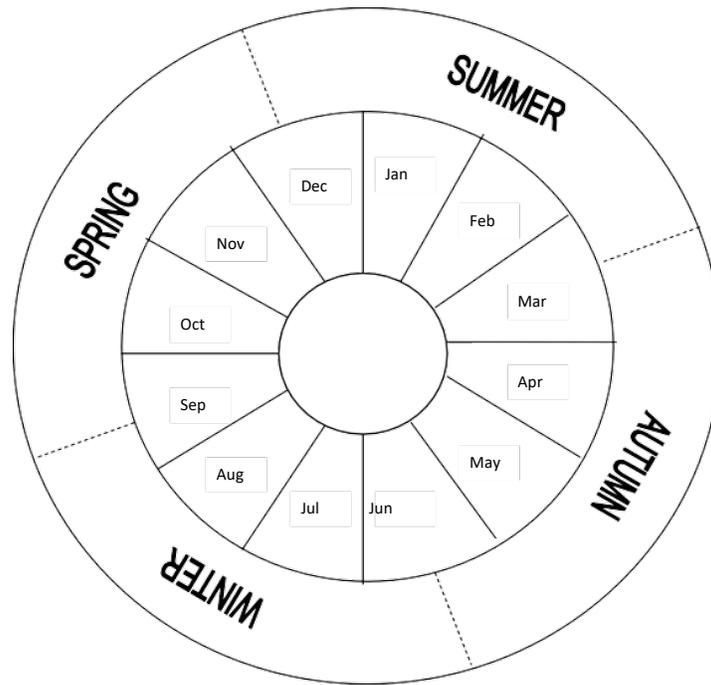 SUMMER
Jan
Feb
Mar
Apr
May
Jun
Jul
Aug
Sep
Oct
Nov
Dec
AUTUMN
WINTER
SPRING